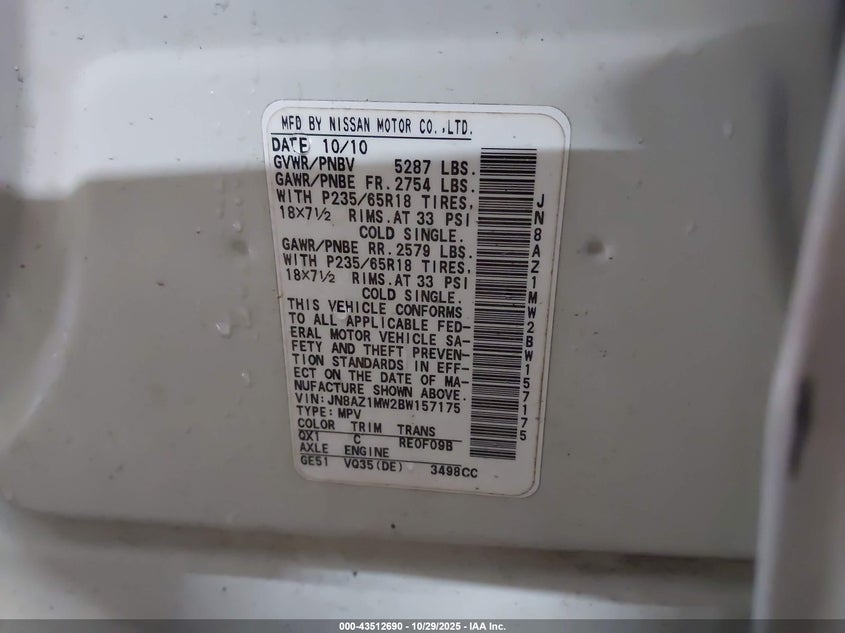 MFD BY NISSAN MOTOR CO.,LTD.
DATE 10/10
GVWR/PNBV 5287 LBS.
GAWR/PNBE FR. 2754 LBS.
WITH P235/65R18 TIRES,
18X7½ RIMS.AT 33 PSI
COLD SINGLE.
GAWR/PNBE RR. 2579 LBS.
WITH P235/65R18 TIRES,
18X7½ RIMS.AT 33 PSI
COLD SINGLE.
THIS VEHICLE CONFORMS
TO ALL APPLICABLE FED-
ERAL MOTOR VEHICLE SA-
FETY AND THEFT PREVEN-
TION STANDARDS IN EFF-
ECT ON THE DATE OF MA-
NUFACTURE SHOWN ABOVE.
VIN:JN8AZ1MW2BW157175
TYPE:MPV
COLOR TRIM TRANS
QX1 C RE0F09B
AXLE ENGINE
GE51 VQ35(DE) 3498CC
JN8AZ1MW2BW157175
000-43512690 - 10/29/2025 - IAA Inc.